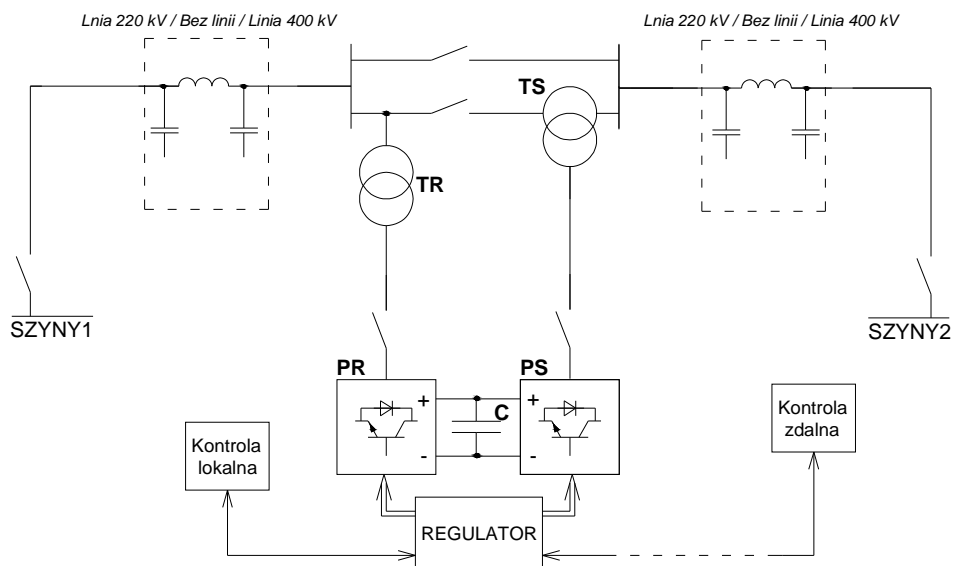 Lnia 220 kV / Bez linii / Linia 400 kV
Lnia 220 kV / Bez linii / Linia 400 kV
TS
TR
SZYNY1
SZYNY2
PR
PS
+
+
C
-
-
Kontrola
lokalna
Kontrola
zdalna
REGULATOR